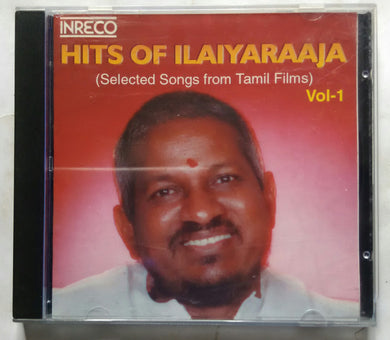 INRECO
HITS OF ILAIYARAAJA
(Selected Songs from Tamil Films)
Vol-1